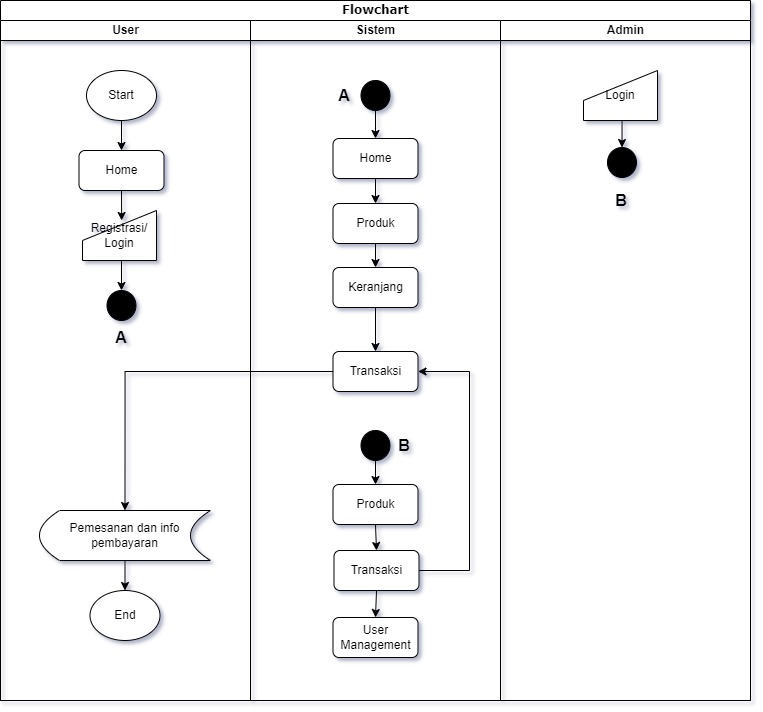 Flowchart
User
Sistem
Admin
Start
Home
Registrasi/
Login
A
A
Home
Produk
Keranjang
Transaksi
B
Produk
Transaksi
User
Management
Pemesanan dan info
pembayaran
End
Login
B